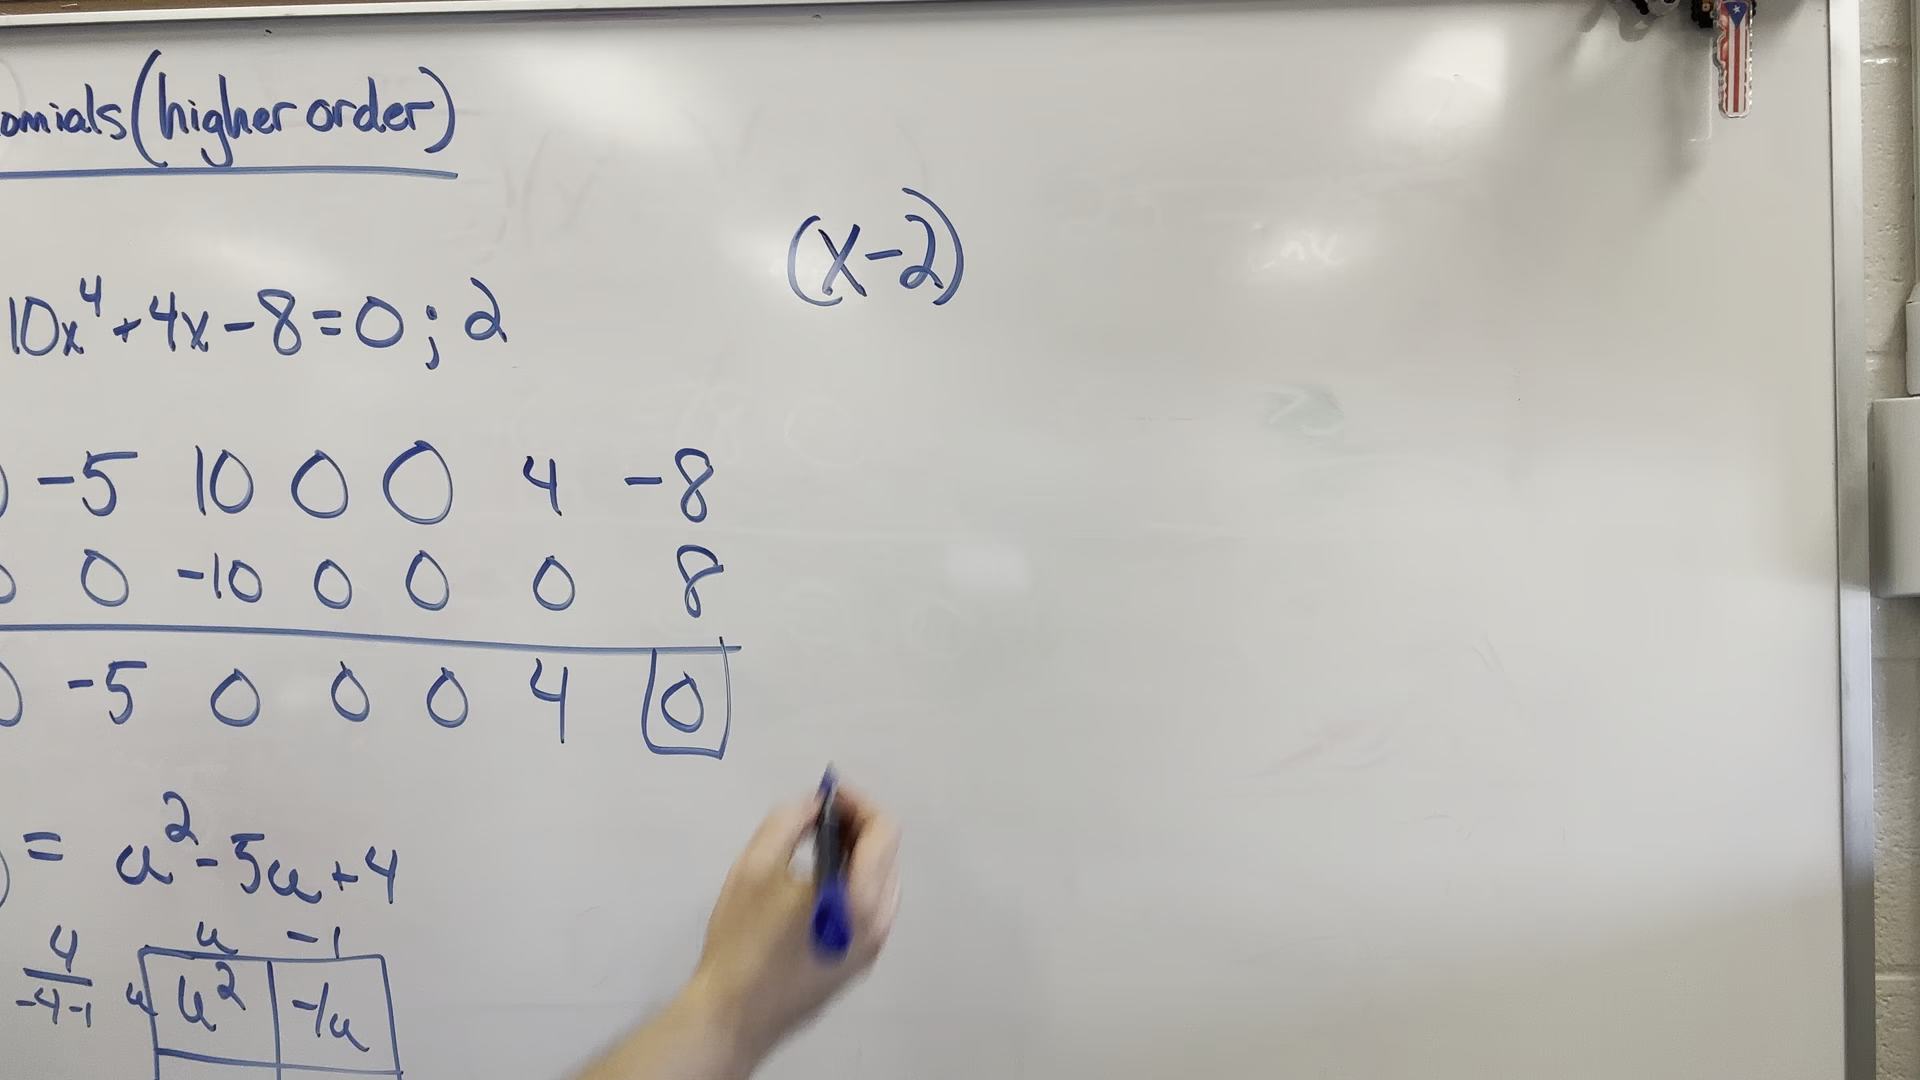 omials (higher order)
(x-2)
10x⁴+4x-8=0; 2
) -5 10 0 0 4 -8
0 0 -10 0 0 0 8
0 -5 0 0 0 4 0
) = u²-5u+4
4 u -1
-4-1 u u² -1u